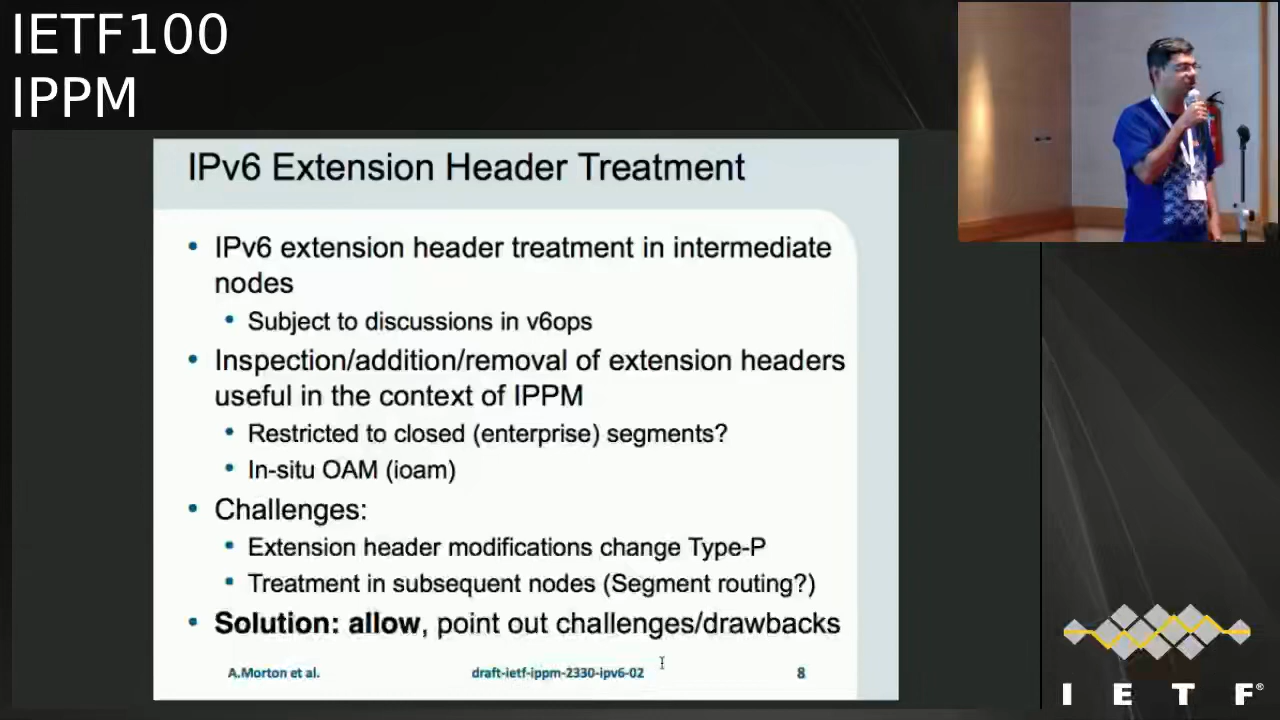 IETF100
IPPM
IPv6 Extension Header Treatment
• IPv6 extension header treatment in intermediate
nodes
• Subject to discussions in v6ops
• Inspection/addition/removal of extension headers
useful in the context of IPPM
• Restricted to closed (enterprise) segments?
• In-situ OAM (ioam)
• Challenges:
• Extension header modifications change Type-P
• Treatment in subsequent nodes (Segment routing?)
• Solution: allow, point out challenges/drawbacks
A.Morton et al.
draft-ietf-ippm-2330-ipv6-02
8
I E T F®